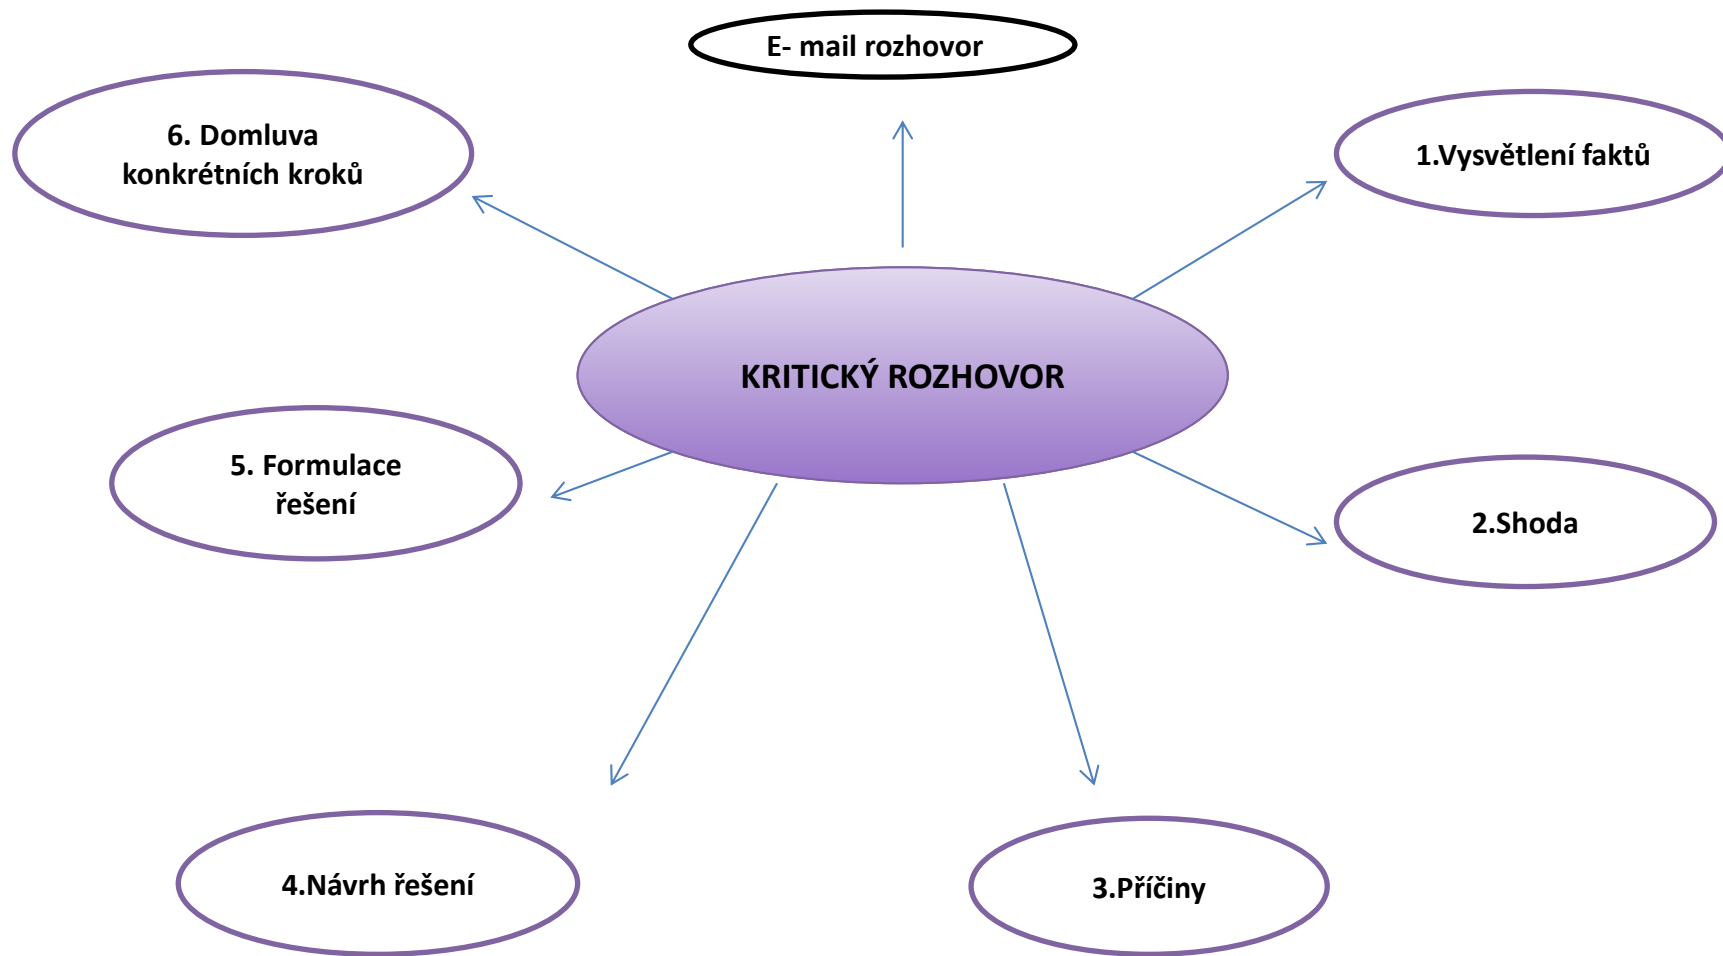 E- mail rozhovor
6. Domluva
konkrétních kroků
1.Vysvětlení faktů
KRITICKÝ ROZHOVOR
5. Formulace
řešení
2.Shoda
4.Návrh řešení
3.Příčiny